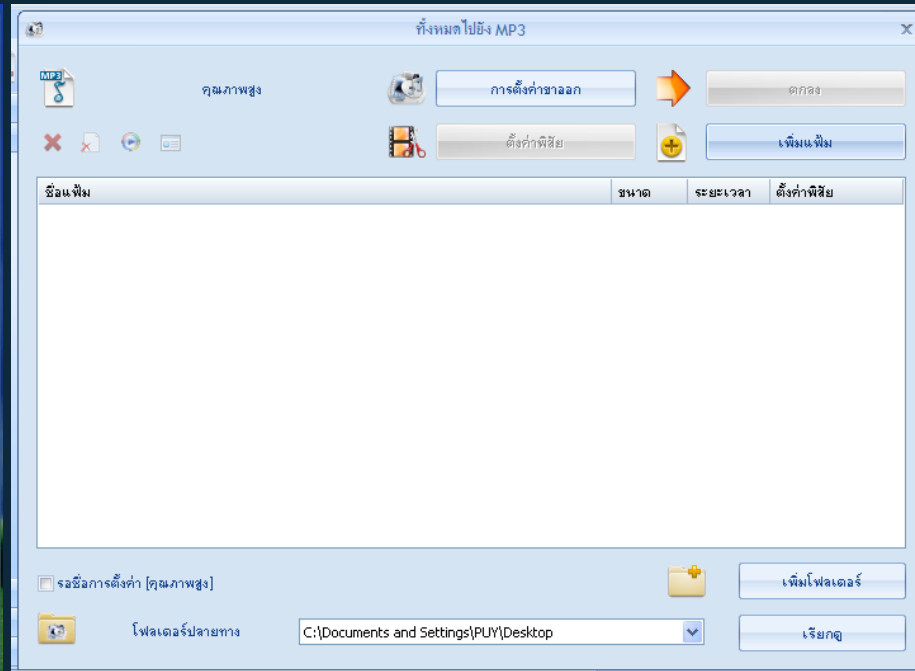 ทั้งหมดไปยัง MP3
MP3
คุณภาพสูง
การตั้งค่าขาออก
ตกลง
ตั้งค่าพิสัย
เพิ่มแฟ้ม
ชื่อแฟ้ม ขนาด ระยะเวลา ตั้งค่าพิสัย
รอชื่อการตั้งค่า [คุณภาพสูง]
เพิ่มโฟลเดอร์
โฟลเดอร์ปลายทาง
C:\Documents and Settings\PUY\Desktop
เรียกดู